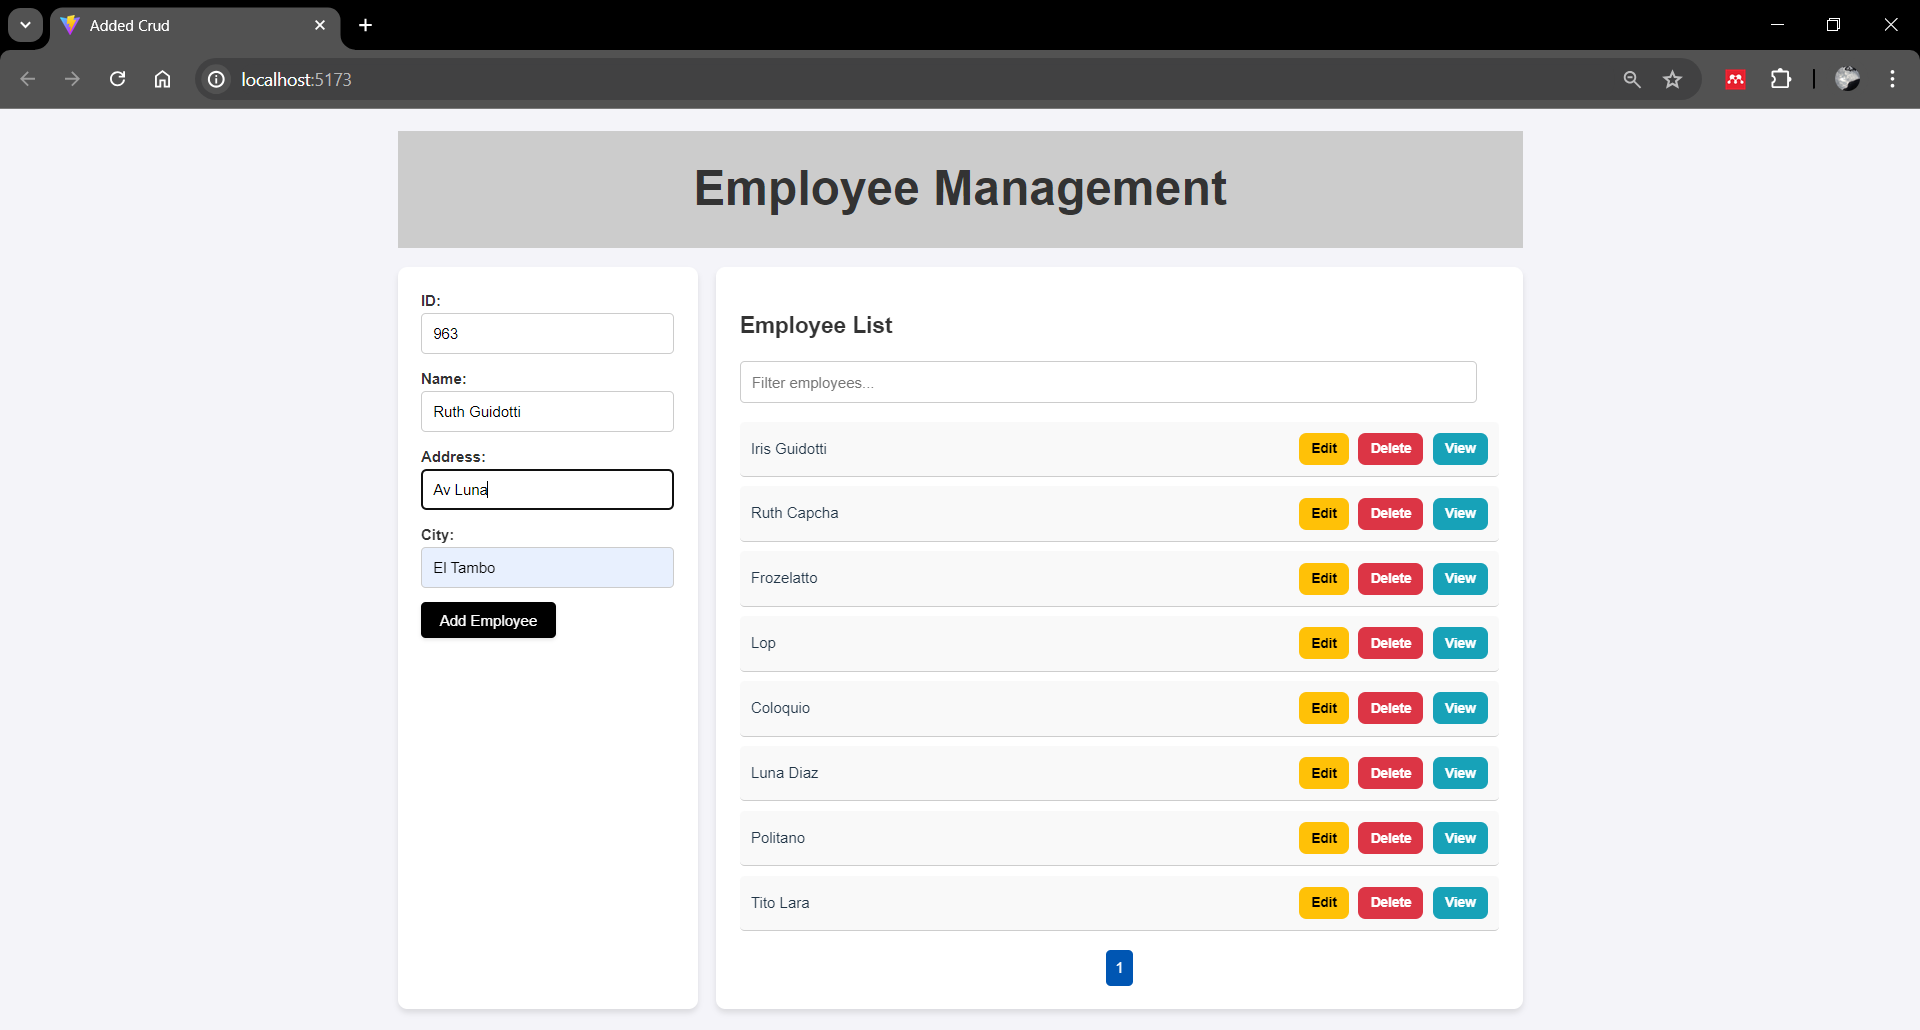 Added Crud
localhost:5173
Employee Management
ID:
963
Name:
Ruth Guidotti
Address:
Av Luna
City:
El Tambo
Add Employee
Employee List
Filter employees...
Iris Guidotti Edit Delete View
Ruth Capcha Edit Delete View
Frozelatto Edit Delete View
Lop Edit Delete View
Coloquio Edit Delete View
Luna Diaz Edit Delete View
Politano Edit Delete View
Tito Lara Edit Delete View
1